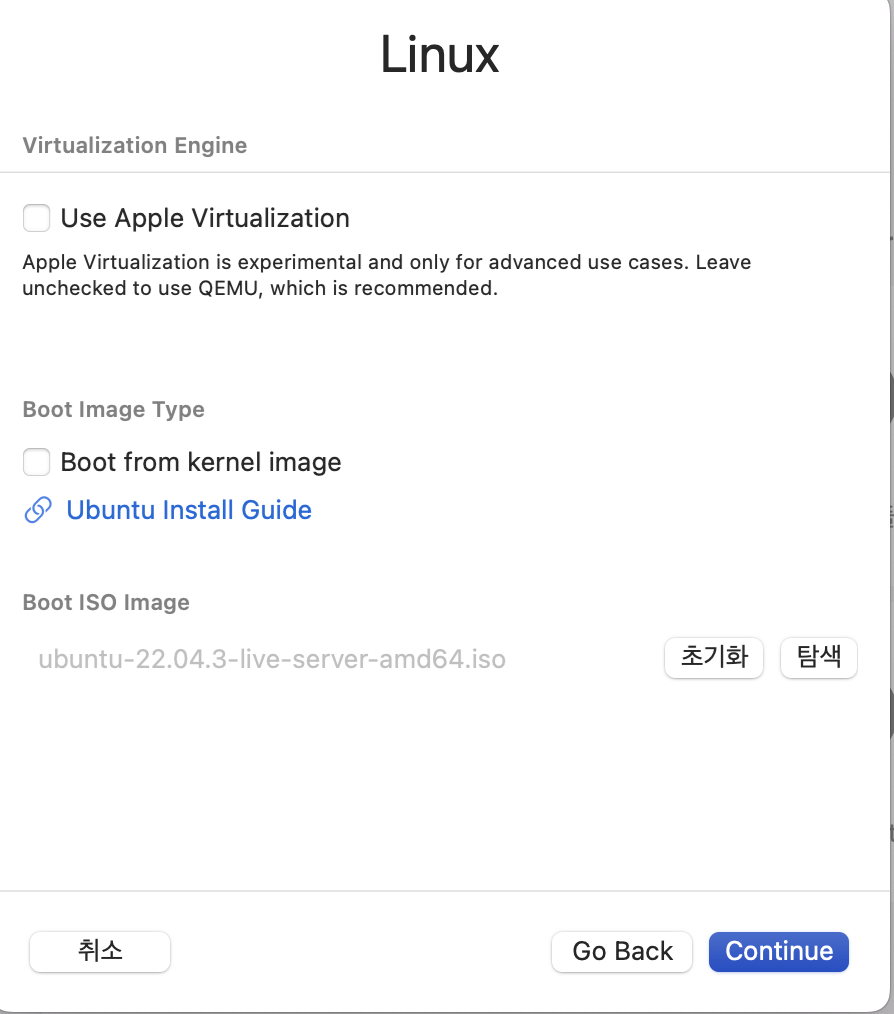 Linux
Virtualization Engine
Use Apple Virtualization
Apple Virtualization is experimental and only for advanced use cases. Leave
unchecked to use QEMU, which is recommended.
Boot Image Type
Boot from kernel image
Ubuntu Install Guide
Boot ISO Image
ubuntu-22.04.3-live-server-amd64.iso 초기화 탐색
취소 Go Back Continue